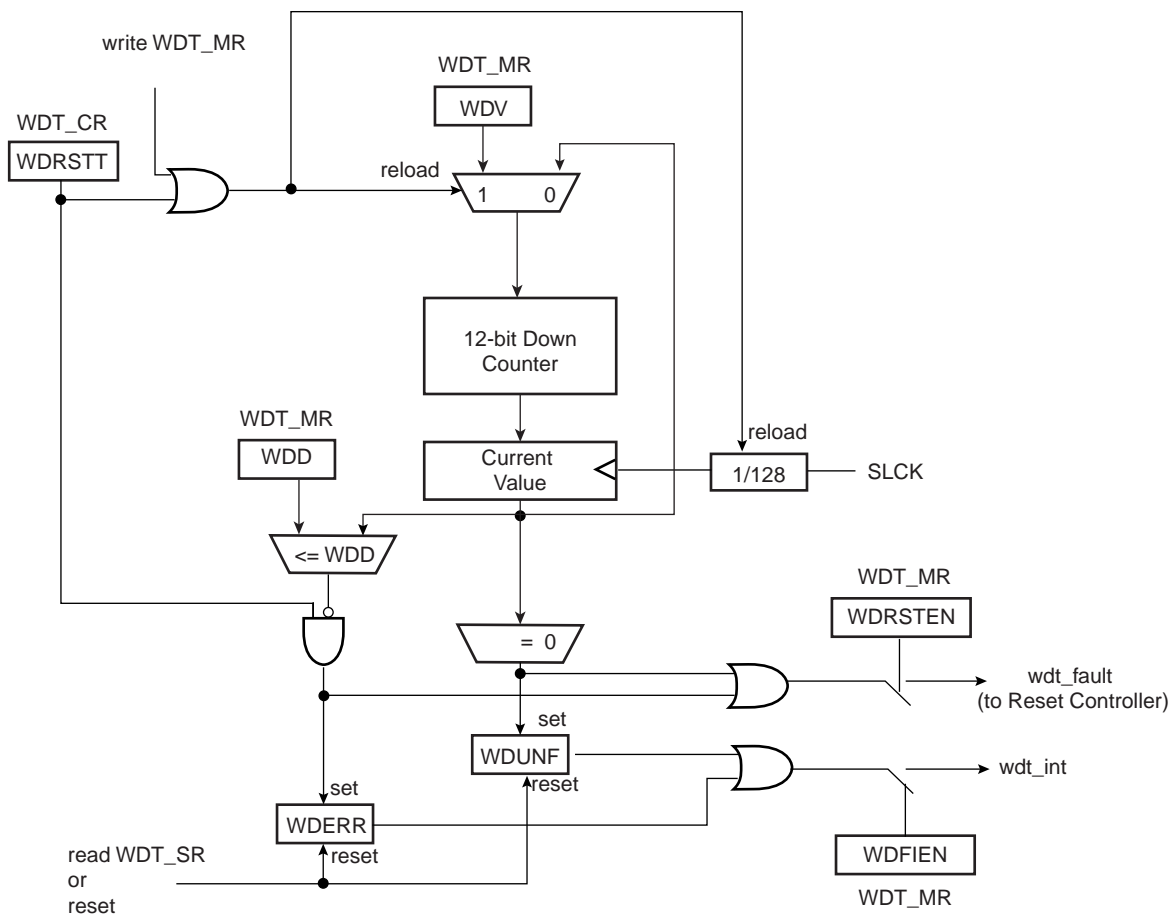 write WDT_MR
WDT_MR
WDV
WDT_CR
WDRSTT
reload
1 0
12-bit Down
Counter
WDT_MR
WDD
reload
Current
Value
1/128
SLCK
<= WDD
WDT_MR
WDRSTEN
= 0
wdt_fault
(to Reset Controller)
set
WDUNF
reset
wdt_int
set
WDERR
reset
WDFIEN
WDT_MR
read WDT_SR
or
reset